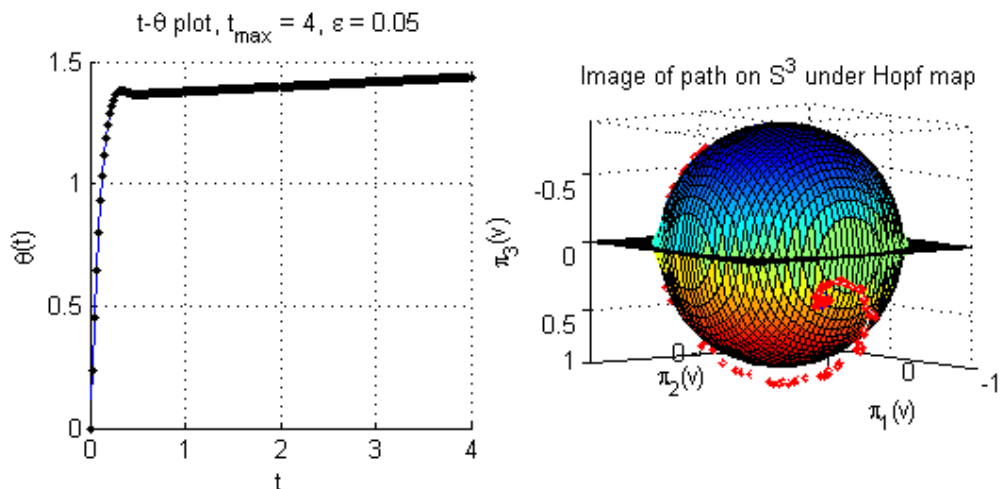 t-θ plot, t_max = 4, ε = 0.05
1.5
1
0.5
0
0
1
2
3
4
θ(t)
t
Image of path on S^3 under Hopf map
-0.5
0
0.5
1
π_3(v)
0
π_2(v)
0
-1
π_1(v)